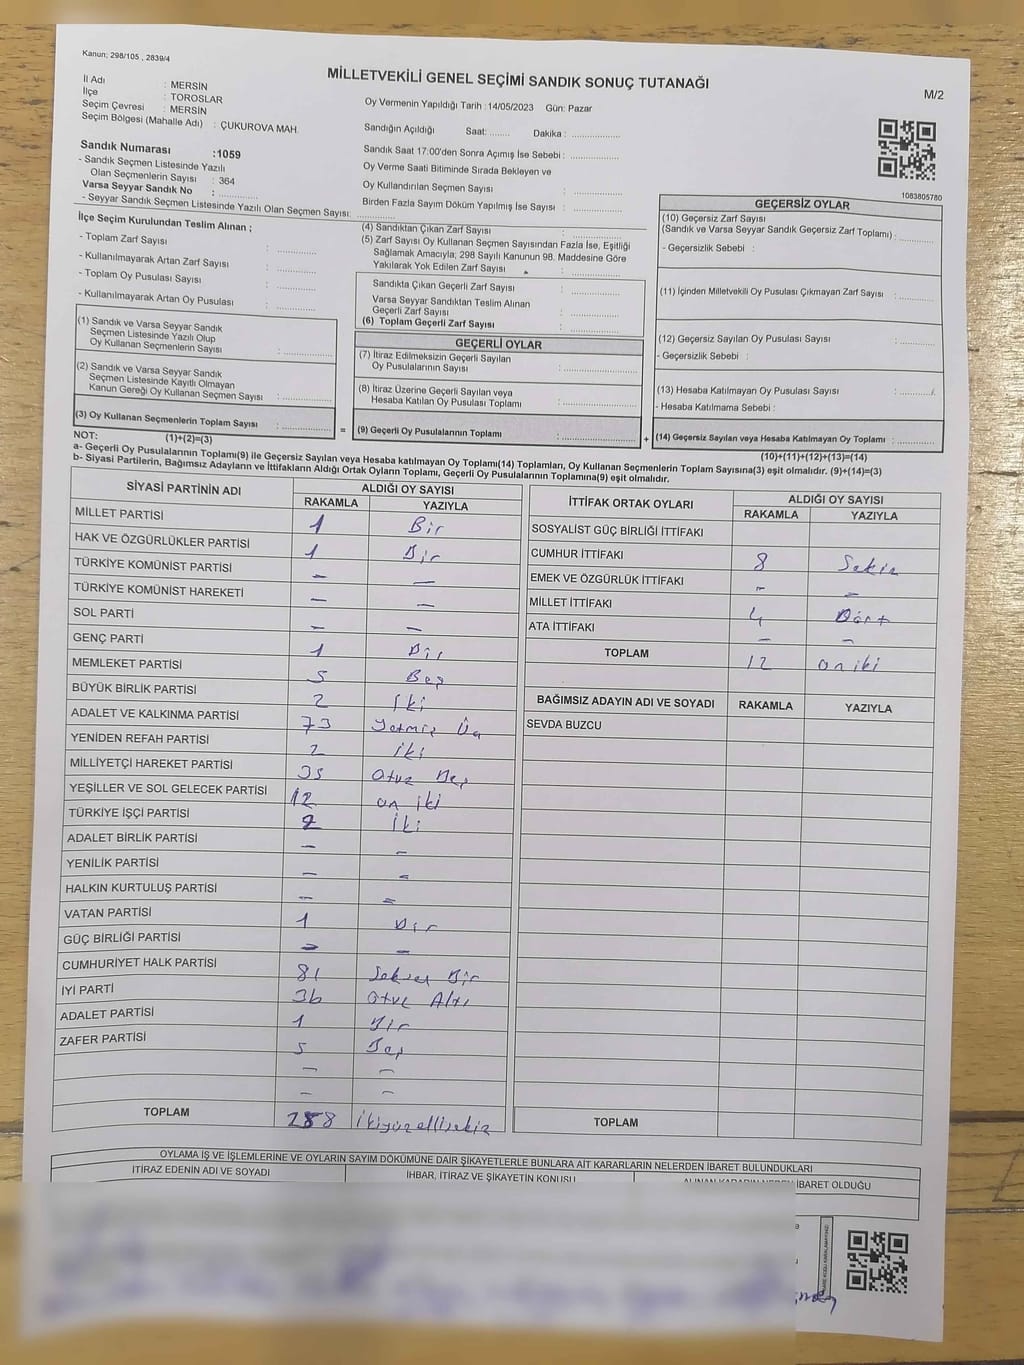 Kanun; 298/105 , 2839/4
MİLLETVEKİLİ GENEL SEÇİMİ SANDIK SONUÇ TUTANAĞI
M/2
İl Adı : MERSİN
İlçe : TOROSLAR
Seçim Çevresi : MERSİN
Seçim Bölgesi (Mahalle Adı) : ÇUKUROVA MAH.
Oy Vermenin Yapıldığı Tarih :14/05/2023 Gün: Pazar
Sandığın Açıldığı Saat: ........ Dakika : ..................
Sandık Saat 17:00'den Sonra Açımış İse Sebebi : ..................
Oy Verme Saati Bitiminde Sırada Bekleyen ve
Oy Kullandırılan Seçmen Sayısı : ..................
Birden Fazla Sayım Döküm Yapılmış İse Sayısı : ..................
Sandık Numarası :1059
- Sandık Seçmen Listesinde Yazılı
Olan Seçmenlerin Sayısı : 364
Varsa Seyyar Sandık No : ..................
- Seyyar Sandık Seçmen Listesinde Yazılı Olan Seçmen Sayısı: ..................
1083805780
İlçe Seçim Kurulundan Teslim Alınan ;
- Toplam Zarf Sayısı : ..................
- Kullanılmayarak Artan Zarf Sayısı : ..................
- Toplam Oy Pusulası Sayısı : ..................
- Kullanılmayarak Artan Oy Pusulası : ..................
(1) Sandık ve Varsa Seyyar Sandık
Seçmen Listesinde Yazılı Olup
Oy Kullanan Seçmenlerin Sayısı : ..................
(2) Sandık ve Varsa Seyyar Sandık
Seçmen Listesinde Kayıtlı Olmayan
Kanun Gereği Oy Kullanan Seçmen Sayısı : ..................
(3) Oy Kullanan Seçmenlerin Toplam Sayısı : ..................
(1)+(2)=(3)
(4) Sandıktan Çıkan Zarf Sayısı : ..................
(5) Zarf Sayısı Oy Kullanan Seçmen Sayısından Fazla İse, Eşitliği
Sağlamak Amacıyla; 298 Sayılı Kanunun 98. Maddesine Göre
Yakılarak Yok Edilen Zarf Sayısı : ..................
Sandıkta Çıkan Geçerli Zarf Sayısı : ..................
Varsa Seyyar Sandıktan Teslim Alınan
Geçerli Zarf Sayısı : ..................
(6) Toplam Geçerli Zarf Sayısı : ..................
GEÇERLİ OYLAR
(7) İtiraz Edilmeksizin Geçerli Sayılan
Oy Pusulalarının Sayısı : ..................
(8) İtiraz Üzerine Geçerli Sayılan veya
Hesaba Katılan Oy Pusulası Toplamı : ..................
= (9) Geçerli Oy Pusulalarının Toplamı : ..................
GEÇERSİZ OYLAR
(10) Geçersiz Zarf Sayısı
(Sandık ve Varsa Seyyar Sandık Geçersiz Zarf Toplamı) : ..........
- Geçersizlik Sebebi :
(11) İçinden Milletvekili Oy Pusulası Çıkmayan Zarf Sayısı : ..........
(12) Geçersiz Sayılan Oy Pusulası Sayısı : ..........
- Geçersizlik Sebebi :
(13) Hesaba Katılmayan Oy Pusulası Sayısı : ..........
- Hesaba Katılmama Sebebi :
+ (14) Geçersiz Sayılan veya Hesaba Katılmayan Oy Toplamı : ..........
(10)+(11)+(12)+(13)=(14)
NOT:
a- Geçerli Oy Pusulalarının Toplamı(9) ile Geçersiz Sayılan veya Hesaba katılmayan Oy Toplamı(14) Toplamları, Oy Kullanan Seçmenlerin Toplam Sayısına(3) eşit olmalıdır. (9)+(14)=(3)
b- Siyasi Partilerin, Bağımsız Adayların ve İttifakların Aldığı Ortak Oyların Toplamı, Geçerli Oy Pusulalarının Toplamına(9) eşit olmalıdır.
SİYASİ PARTİNİN ADI ALDIĞI OY SAYISI
RAKAMLA YAZIYLA
MİLLET PARTİSİ 1 Bir
HAK VE ÖZGÜRLÜKLER PARTİSİ 1 Bir
TÜRKİYE KOMÜNİST PARTİSİ – –
TÜRKİYE KOMÜNİST HAREKETİ – –
SOL PARTİ – –
GENÇ PARTİ 1 Bir
MEMLEKET PARTİSİ 5 Beş
BÜYÜK BİRLİK PARTİSİ 2 İki
ADALET VE KALKINMA PARTİSİ 73 Yetmiş Üç
YENİDEN REFAH PARTİSİ 2 iki
MİLLİYETÇİ HAREKET PARTİSİ 35 Otuz Beş
YEŞİLLER VE SOL GELECEK PARTİSİ 12 on iki
TÜRKİYE İŞÇİ PARTİSİ 2 İki
ADALET BİRLİK PARTİSİ – –
YENİLİK PARTİSİ – –
HALKIN KURTULUŞ PARTİSİ – –
VATAN PARTİSİ 1 Bir
GÜÇ BİRLİĞİ PARTİSİ – –
CUMHURİYET HALK PARTİSİ 81 Seksen Bir
İYİ PARTİ 36 Otuz Altı
ADALET PARTİSİ 1 Bir
ZAFER PARTİSİ 5 Beş
– –
– –
TOPLAM 258 ikiyüzellisekiz
İTTİFAK ORTAK OYLARI ALDIĞI OY SAYISI
RAKAMLA YAZIYLA
SOSYALİST GÜÇ BİRLİĞİ İTTİFAKI
CUMHUR İTTİFAKI 8 Sekiz
EMEK VE ÖZGÜRLÜK İTTİFAKI – –
MİLLET İTTİFAKI 4 Dört
ATA İTTİFAKI – –
TOPLAM 12 on iki
BAĞIMSIZ ADAYIN ADI VE SOYADI RAKAMLA YAZIYLA
SEVDA BUZCU
TOPLAM
OYLAMA İŞ VE İŞLEMLERİNE VE OYLARIN SAYIM DÖKÜMÜNE DAİR ŞİKAYETLERLE BUNLARA AİT KARARLARIN NELERDEN İBARET BULUNDUKLARI
İTİRAZ EDENİN ADI VE SOYADI
İHBAR, İTİRAZ VE ŞİKAYETİN KONUSU
ALINAN KARARIN NEDEN İBARET OLDUĞU